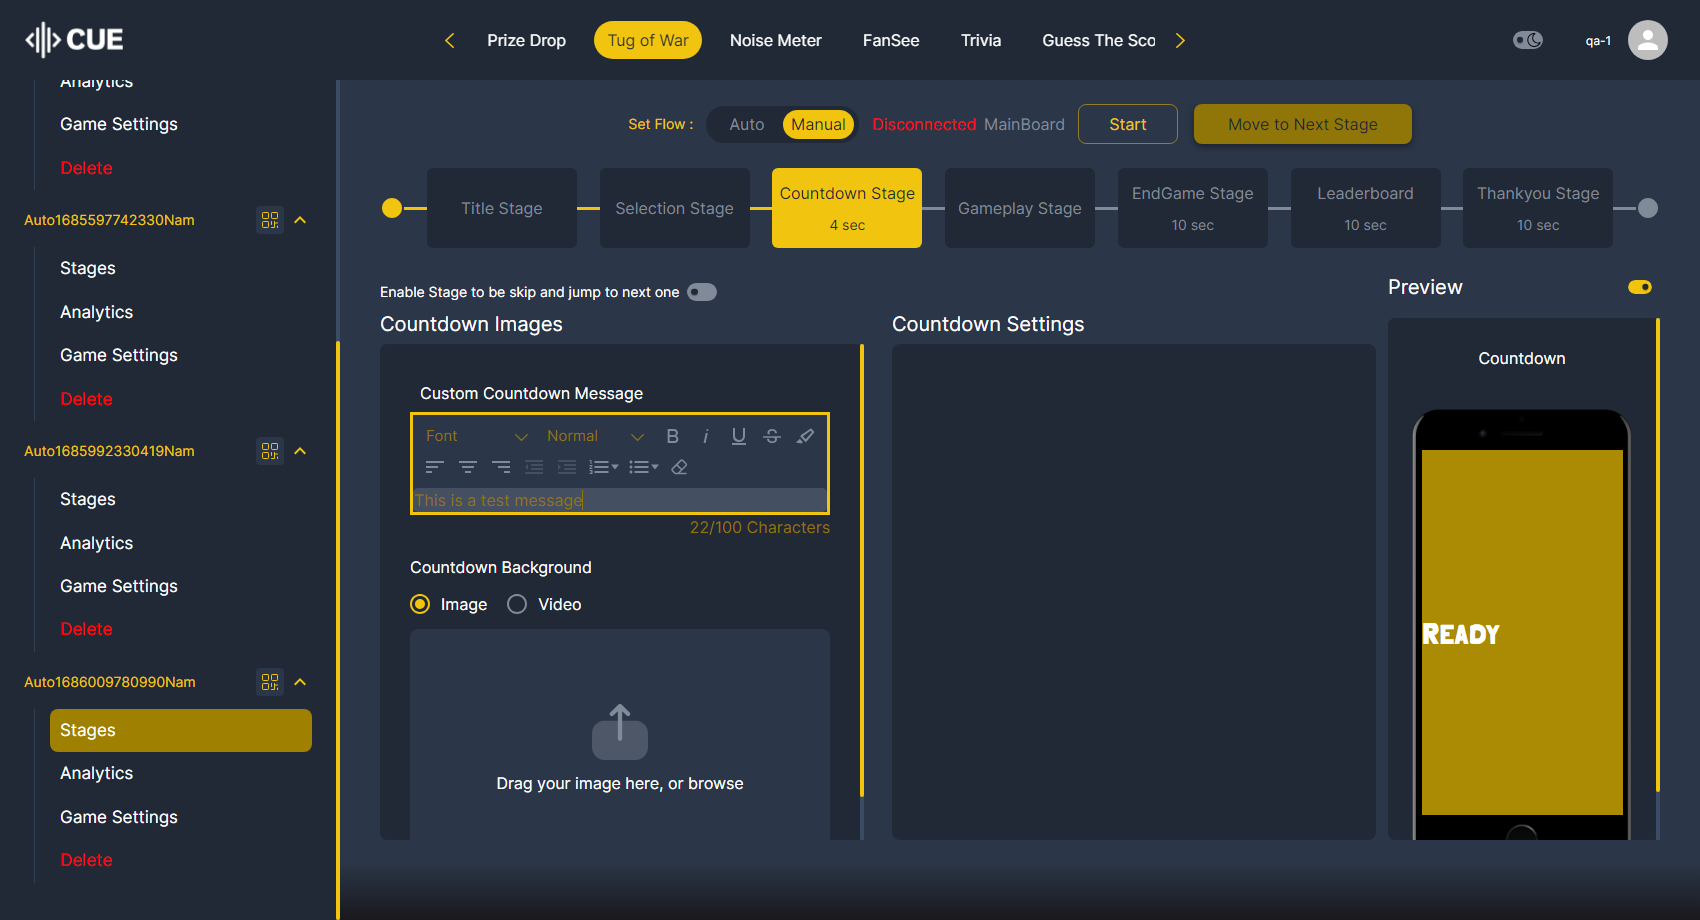 CUE
Prize Drop
Tug of War
Noise Meter
FanSee
Trivia
Guess The Sco
qa-1
Analytics
Game Settings
Delete
Auto1685597742330Nam
Stages
Analytics
Game Settings
Delete
Auto1685992330419Nam
Stages
Analytics
Game Settings
Delete
Auto1686009780990Nam
Stages
Analytics
Game Settings
Delete
Set Flow :
Auto
Manual
Disconnected MainBoard
Start
Move to Next Stage
Title Stage
Selection Stage
Countdown Stage
4 sec
Gameplay Stage
EndGame Stage
10 sec
Leaderboard
10 sec
Thankyou Stage
10 sec
Enable Stage to be skip and jump to next one
Countdown Images
Custom Countdown Message
Font
Normal
B i U S
This is a test message
22/100 Characters
Countdown Background
Image
Video
Drag your image here, or browse
Countdown Settings
Preview
Countdown
READY